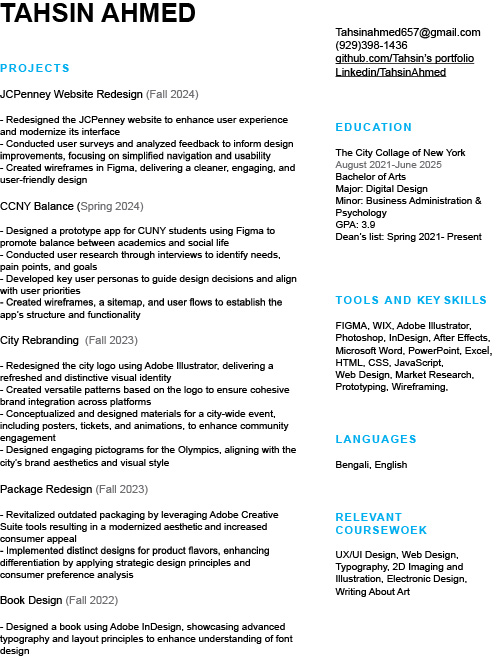 TAHSIN AHMED
PROJECTS
JCPenney Website Redesign (Fall 2024)
- Redesigned the JCPenney website to enhance user experience
and modernize its interface
- Conducted user surveys and analyzed feedback to inform design
improvements, focusing on simplified navigation and usability
- Created wireframes in Figma, delivering a cleaner, engaging, and
user-friendly design
CCNY Balance (Spring 2024)
- Designed a prototype app for CUNY students using Figma to
promote balance between academics and social life
- Conducted user research through interviews to identify needs,
pain points, and goals
- Developed key user personas to guide design decisions and align
with user priorities
- Created wireframes, a sitemap, and user flows to establish the
app's structure and functionality
City Rebranding  (Fall 2023)
- Redesigned the city logo using Adobe Illustrator, delivering a
refreshed and distinctive visual identity
- Created versatile patterns based on the logo to ensure cohesive
brand integration across platforms
- Conceptualized and designed materials for a city-wide event,
including posters, tickets, and animations, to enhance community
engagement
- Designed engaging pictograms for the Olympics, aligning with the
city's brand aesthetics and visual style
Package Redesign (Fall 2023)
- Revitalized outdated packaging by leveraging Adobe Creative
Suite tools resulting in a modernized aesthetic and increased
consumer appeal
- Implemented distinct designs for product flavors, enhancing
differentiation by applying strategic design principles and
consumer preference analysis
Book Design (Fall 2022)
- Designed a book using Adobe InDesign, showcasing advanced
typography and layout principles to enhance understanding of font
design
Tahsinahmed657@gmail.com
(929)398-1436
github.com/Tahsin's portfolio
Linkedin/TahsinAhmed
EDUCATION
The City Collage of New York
August 2021-June 2025
Bachelor of Arts
Major: Digital Design
Minor: Business Administration &
Psychology
GPA: 3.9
Dean's list: Spring 2021- Present
TOOLS AND KEY SKILLS
FIGMA, WIX, Adobe Illustrator,
Photoshop, InDesign, After Effects,
Microsoft Word, PowerPoint, Excel,
HTML, CSS, JavaScript,
Web Design, Market Research,
Prototyping, Wireframing,
LANGUAGES
Bengali, English
RELEVANT
COURSEWOEK
UX/UI Design, Web Design,
Typography, 2D Imaging and
Illustration, Electronic Design,
Writing About Art